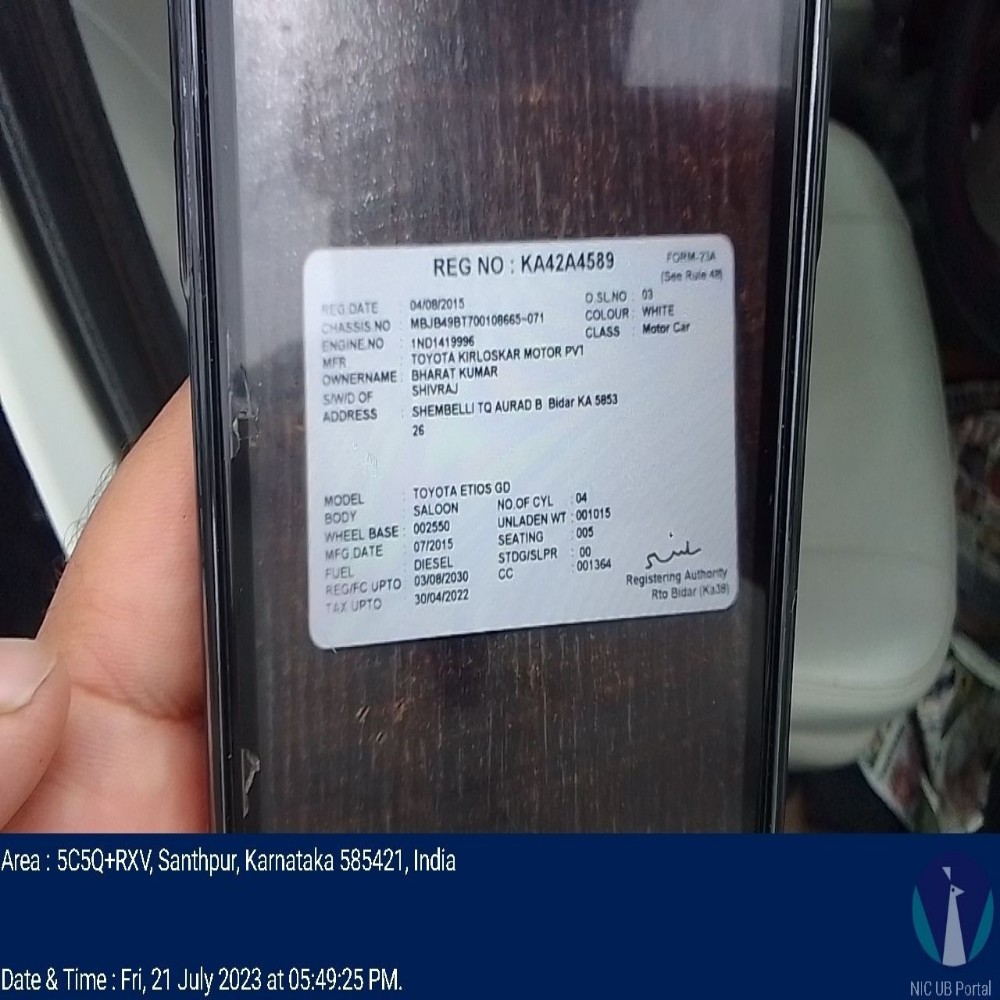 REG NO : KA42A4589
FORM-23A
(See Rule 48)
REG DATE : 04/08/2015
O.SL.NO : 03
CHASSIS NO : MBJB49BT700108665~071
COLOUR : WHITE
ENGINE NO : 1ND1419996
CLASS : Motor Car
MFR : TOYOTA KIRLOSKAR MOTOR PVT
OWNERNAME : BHARAT KUMAR
S/W/D OF SHIVRAJ
ADDRESS : SHEMBELLI TQ AURAD B Bidar KA 5853
26
MODEL : TOYOTA ETIOS GD
BODY : SALOON
NO.OF CYL : 04
WHEEL BASE : 002550
UNLADEN WT : 001015
MFG DATE : 07/2015
SEATING : 005
FUEL : DIESEL
STDG/SLPR : 00
REG/FC UPTO : 03/08/2030
CC : 001364
TAX UPTO : 30/04/2022
Registering Authority
Rto Bidar (Ka38)
Area : 5C5Q+RXV, Santhpur, Karnataka 585421, India
Date & Time : Fri, 21 July 2023 at 05:49:25 PM.
NIC UB Portal